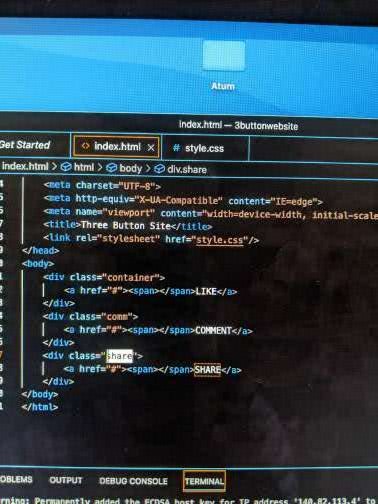 Atum
index.html — 3buttonwebsite
Get Started
<> index.html ×
# style.css
index.html > html > body > div.share
4 <meta charset="UTF-8">
5 <meta http-equiv="X-UA-Compatible" content="IE=edge">
6 <meta name="viewport" content="width=device-width, initial-scale
7 <title>Three Button Site</title>
8 <link rel="stylesheet" href="style.css"/>
9 </head>
0 <body>
1 <div class="container">
2 <a href="#"><span></span>LIKE</a>
3 </div>
4 <div class="comm">
5 <a href="#"><span></span>COMMENT</a>
6 </div>
7 <div class="share">
8 <a href="#"><span></span>SHARE</a>
9 </div>
0 </body>
1 </html>
OBLEMS OUTPUT DEBUG CONSOLE TERMINAL
rning: Permanently added the ECDSA host key for IP address '140.82.113.4' to